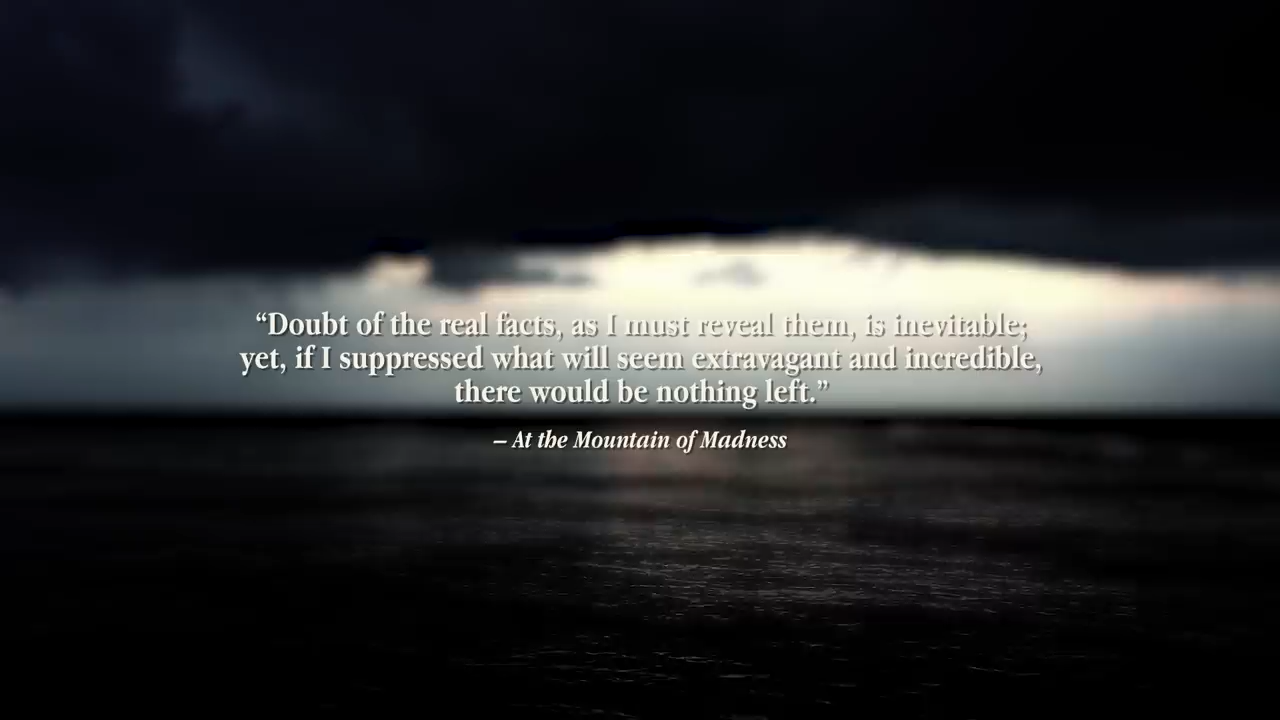 “Doubt of the real facts, as I must reveal them, is inevitable;
yet, if I suppressed what will seem extravagant and incredible,
there would be nothing left.”
– At the Mountain of Madness